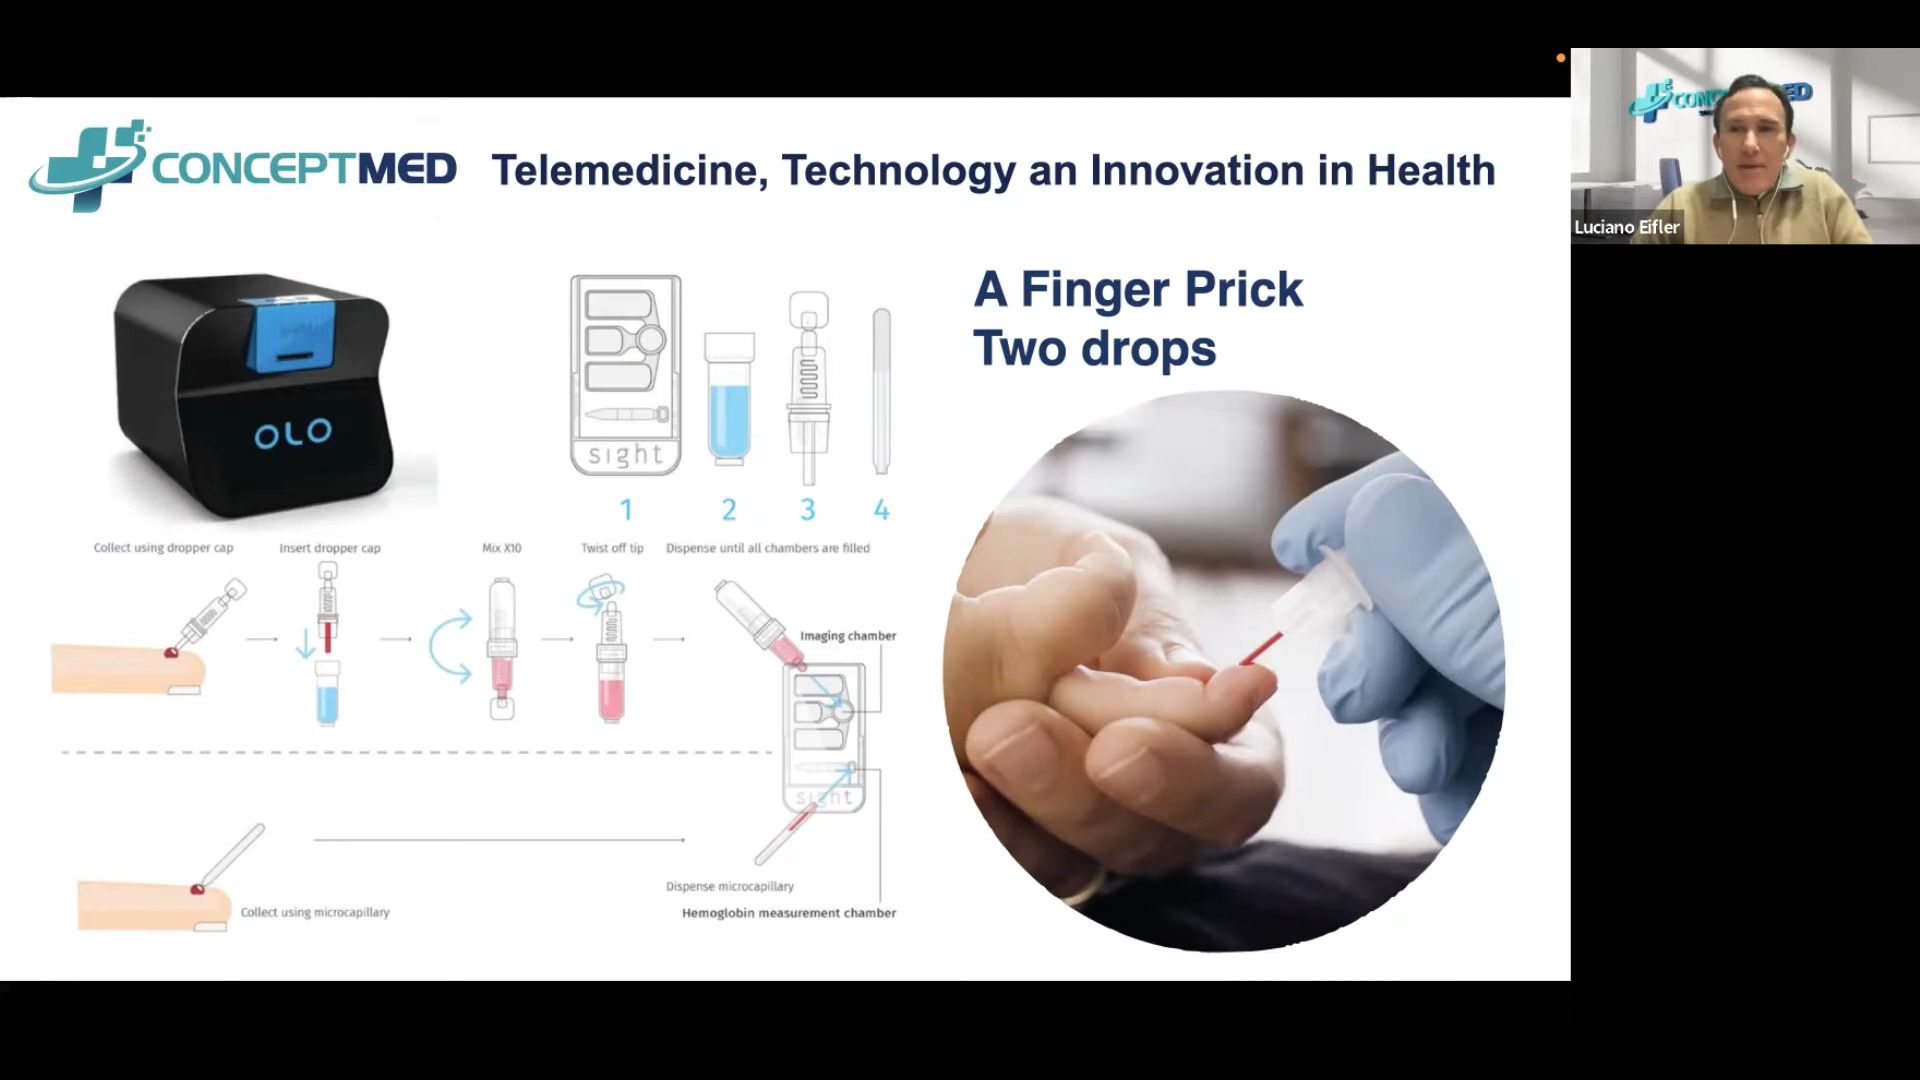 CONCEPTMED
Telemedicine, Technology an Innovation in Health
Luciano Eifler
A Finger Prick
Two drops
OLO
sight
1 2 3 4
Collect using dropper cap
Insert dropper cap
Mix X10
Twist off tip
Dispense until all chambers are filled
Imaging chamber
sight
Dispense microcapillary
Collect using microcapillary
Hemoglobin measurement chamber